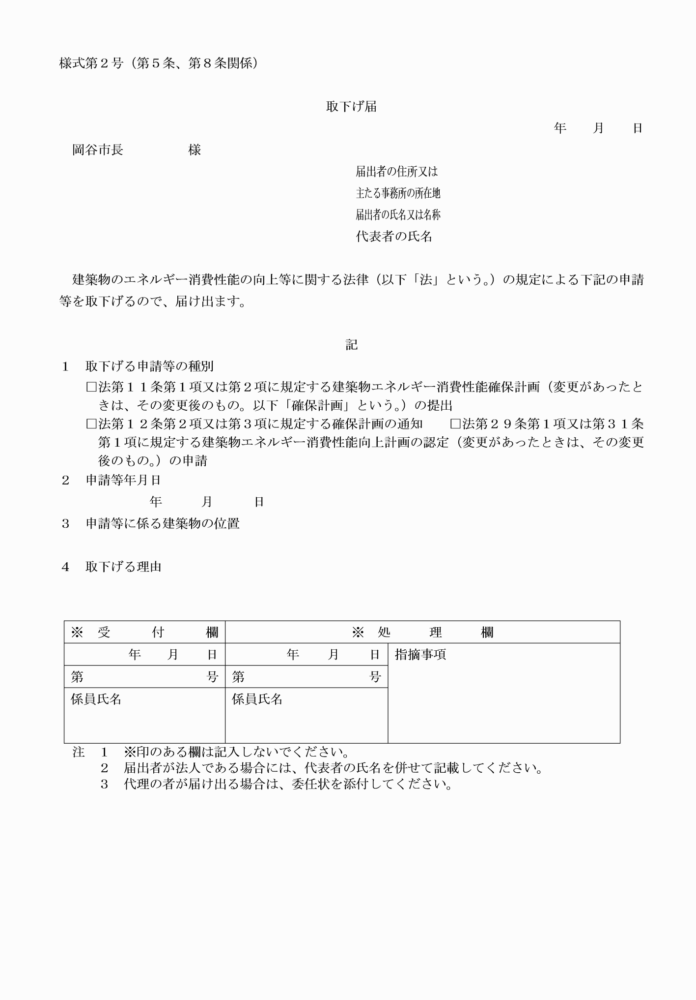 様式第２号（第５条、第８条関係）
取下げ届
年　　月　　日
岡谷市長　　　　　様
届出者の住所又は
主たる事務所の所在地
届出者の氏名又は名称
代表者の氏名
建築物のエネルギー消費性能の向上等に関する法律（以下「法」という。）の規定による下記の申請
等を取下げるので、届け出ます。
記
１　取下げる申請等の種別
□法第１１条第１項又は第２項に規定する建築物エネルギー消費性能確保計画（変更があったと
きは、その変更後のもの。以下「確保計画」という。）の提出
□法第１２条第２項又は第３項に規定する確保計画の通知　　□法第２９条第１項又は第３１条
第１項に規定する建築物エネルギー消費性能向上計画の認定（変更があったときは、その変更
後のもの。）の申請
２　申請等年月日
年　　　月　　　日
３　申請等に係る建築物の位置
４　取下げる理由
※　受　　　付　　　欄　　※　処　　　理　　　欄
年　　月　　日　　年　　月　　日　　指摘事項
第　　　　　　　　　号　　第　　　　　　　　　号
係員氏名　　係員氏名
注　１　※印のある欄は記入しないでください。
２　届出者が法人である場合には、代表者の氏名を併せて記載してください。
３　代理の者が届け出る場合は、委任状を添付してください。